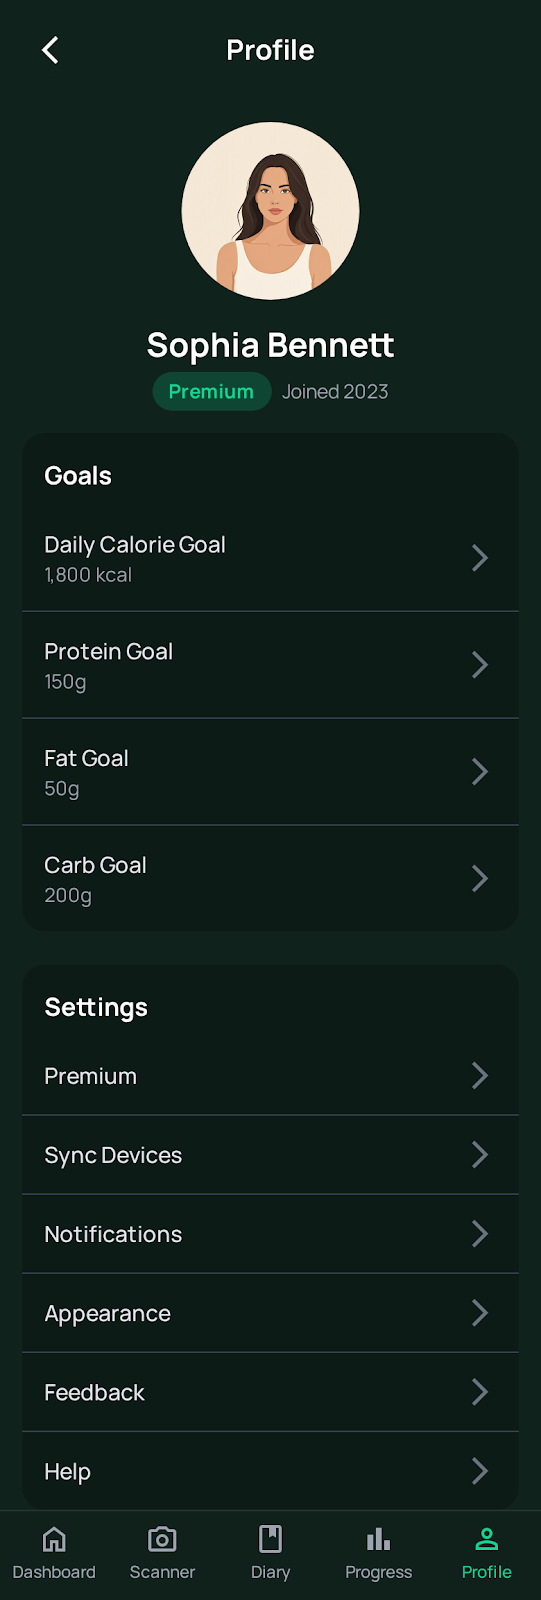 Profile
Sophia Bennett
Premium Joined 2023
Goals
Daily Calorie Goal
1,800 kcal
Protein Goal
150g
Fat Goal
50g
Carb Goal
200g
Settings
Premium
Sync Devices
Notifications
Appearance
Feedback
Help
Dashboard Scanner Diary Progress Profile